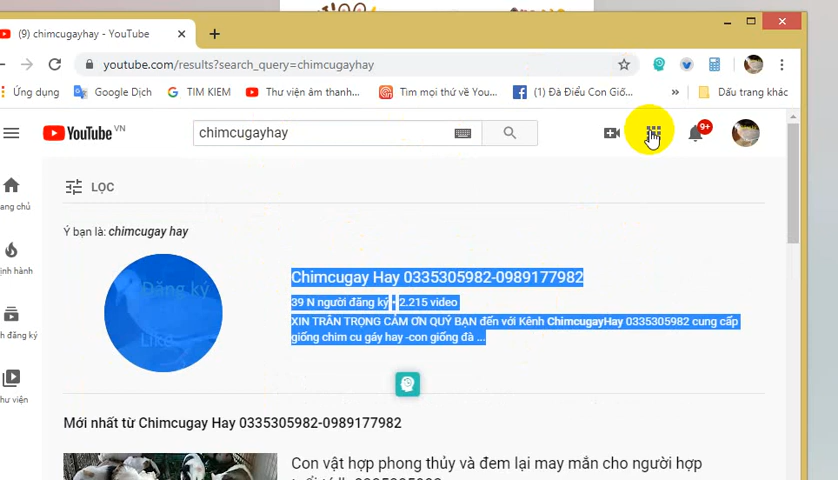 (9) chimcugayhay - YouTube
youtube.com/results?search_query=chimcugayhay
Ứng dụng
Google Dịch
TIM KIEM
Thư viện âm thanh...
Tìm mọi thứ về You...
(1) Đà Điểu Con Giố...
»
Dấu trang khác
YouTube VN
chimcugayhay
9+
ang chủ
LỌC
Ý bạn là: chimcugay hay
ịnh hành
Đăng ký
Like
Chimcugay Hay 0335305982-0989177982
39 N người đăng ký • 2.215 video
XIN TRÂN TRỌNG CẢM ƠN QUÝ BẠN đến với Kênh ChimcugayHay 0335305982 cung cấp
giống chim cu gáy hay -con giống đà ...
nh đăng ký
hư viện
Mới nhất từ Chimcugay Hay 0335305982-0989177982
Con vật hợp phong thủy và đem lại may mắn cho người hợp